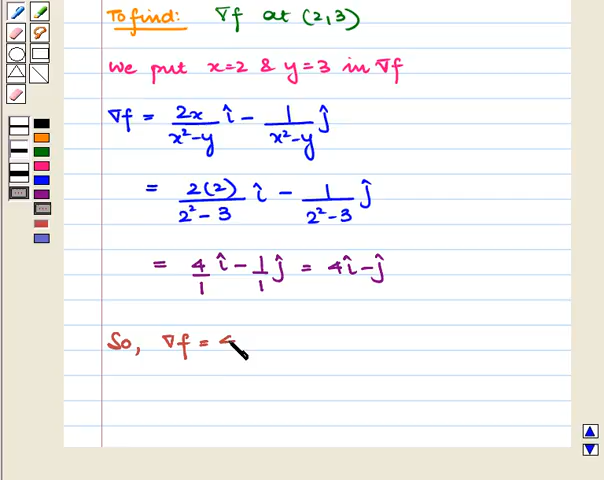 To find: ∇f at (2,3)
We put x=2 & y=3 in ∇f
∇f = 2x/(x²-y) î - 1/(x²-y) ĵ
= 2(2)/(2²-3) î - 1/(2²-3) ĵ
= 4/1 î - 1/1 ĵ = 4î - ĵ
So, ∇f =